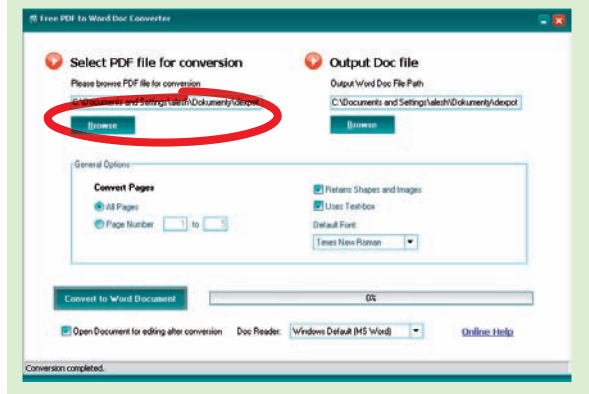 Free PDF to Word Doc Converter
Select PDF file for conversion
Please browse PDF file for conversion
C:\Documents and Settings\alesh\Dokumenty\dexpot
Browse
Output Doc file
Output Word Doc File Path
C:\Documents and Settings\alesh\Dokumenty\dexpot
Browse
General Options
Convert Pages
All Pages
Page Number 1 to 5
Retains Shapes and Images
Uses Text-box
Default Font:
Times New Roman
Convert to Word Document
0%
Open Document for editing after conversion Doc Reader: Windows Default (MS Word) Online Help
Conversion completed.